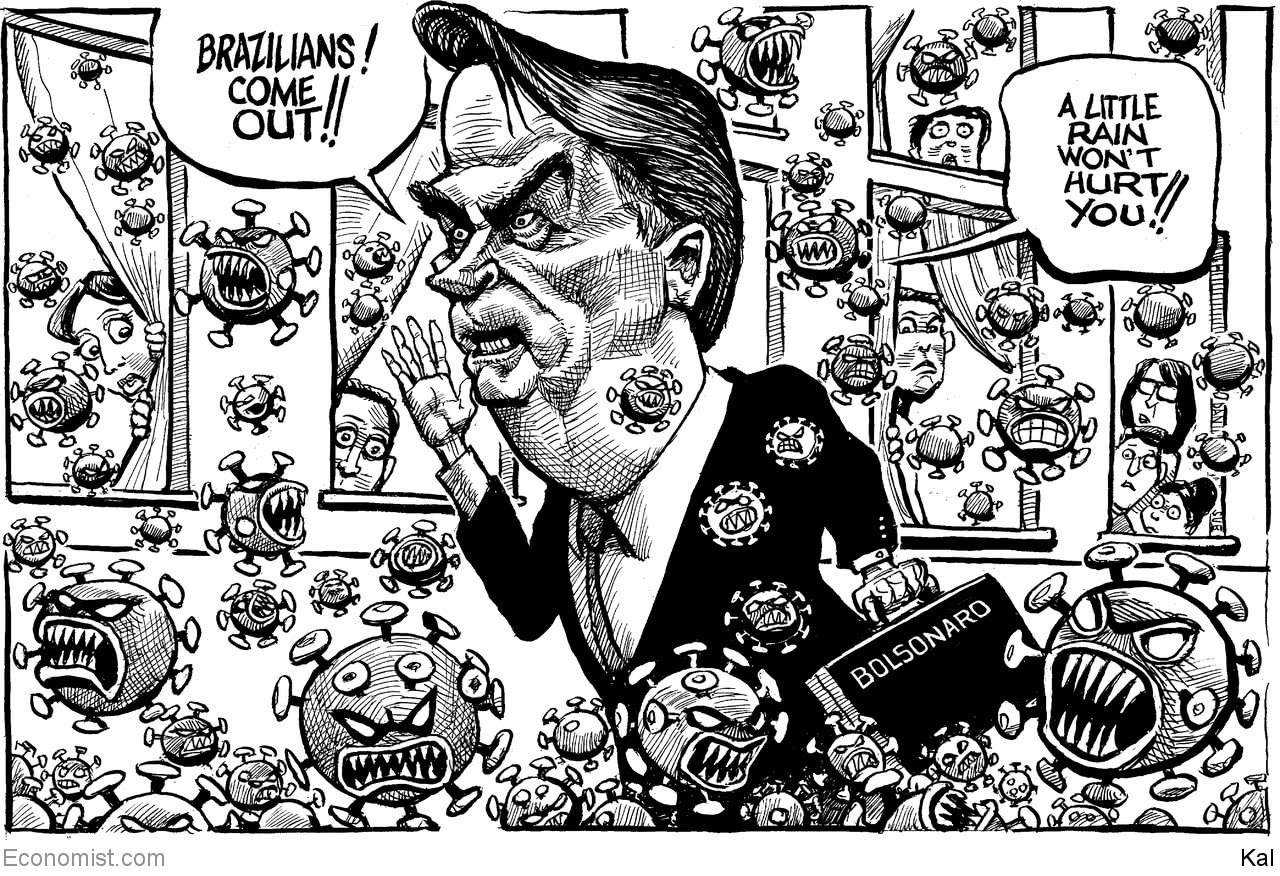 BRAZILIANS!
COME
OUT!!
A LITTLE
RAIN
WON'T
HURT
YOU!!
BOLSONARO
Economist.com
Kal